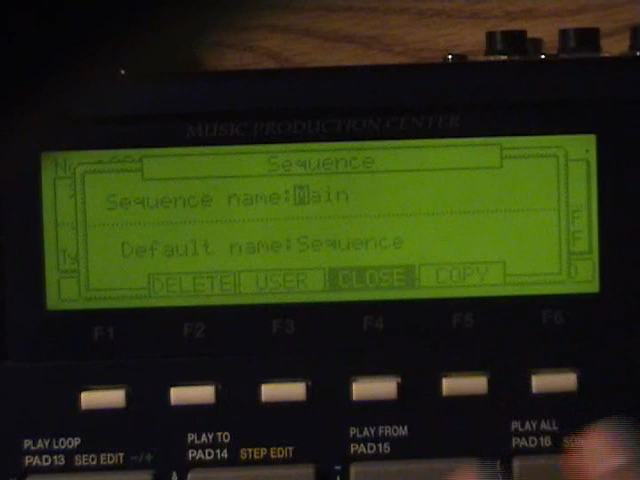 MUSIC PRODUCTION CENTER
Sequence
Sequence name:Main
Default name:Sequence
DELETE USER CLOSE COPY
F1 F2 F3 F4 F5 F6
PLAY LOOP PLAY TO PLAY FROM PLAY ALL
PAD13 SEQ EDIT -/+ PAD14 STEP EDIT PAD15 PAD16